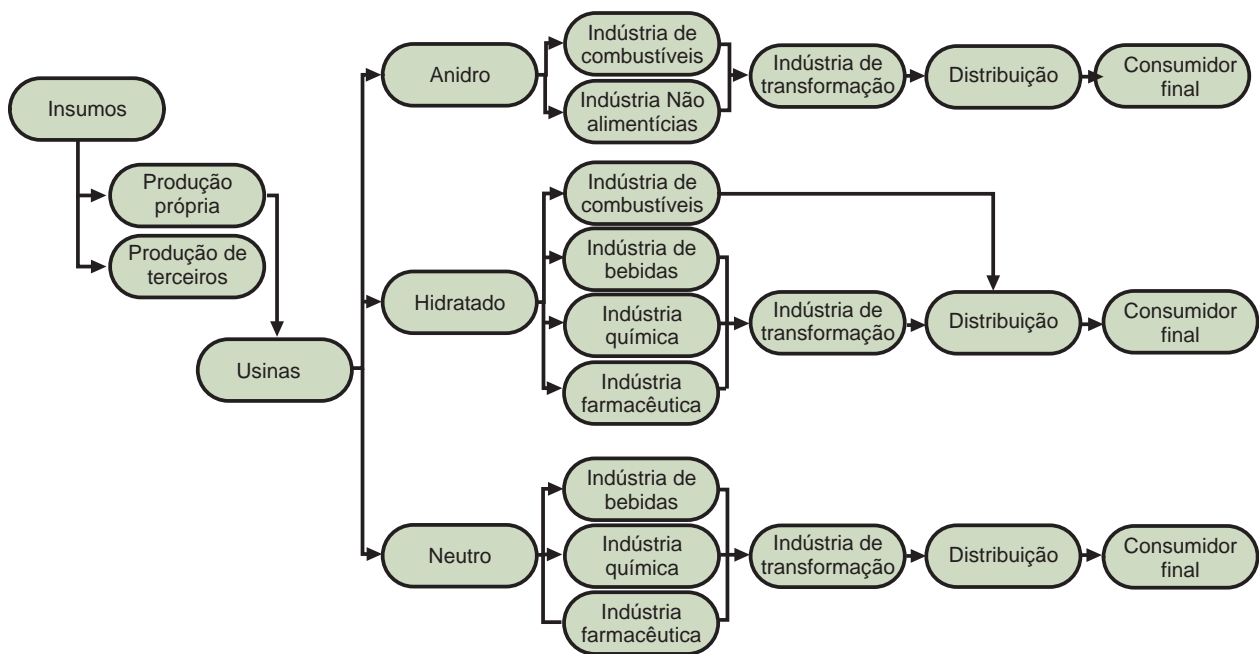 Insumos
Produção
própria
Produção de
terceiros
Usinas
Anidro
Indústria de
combustíveis
Indústria Não
alimentícias
Indústria de
transformação
Distribuição
Consumidor
final
Hidratado
Indústria de
combustíveis
Indústria de
bebidas
Indústria
química
Indústria
farmacêutica
Indústria de
transformação
Distribuição
Consumidor
final
Neutro
Indústria de
bebidas
Indústria
química
Indústria
farmacêutica
Indústria de
transformação
Distribuição
Consumidor
final